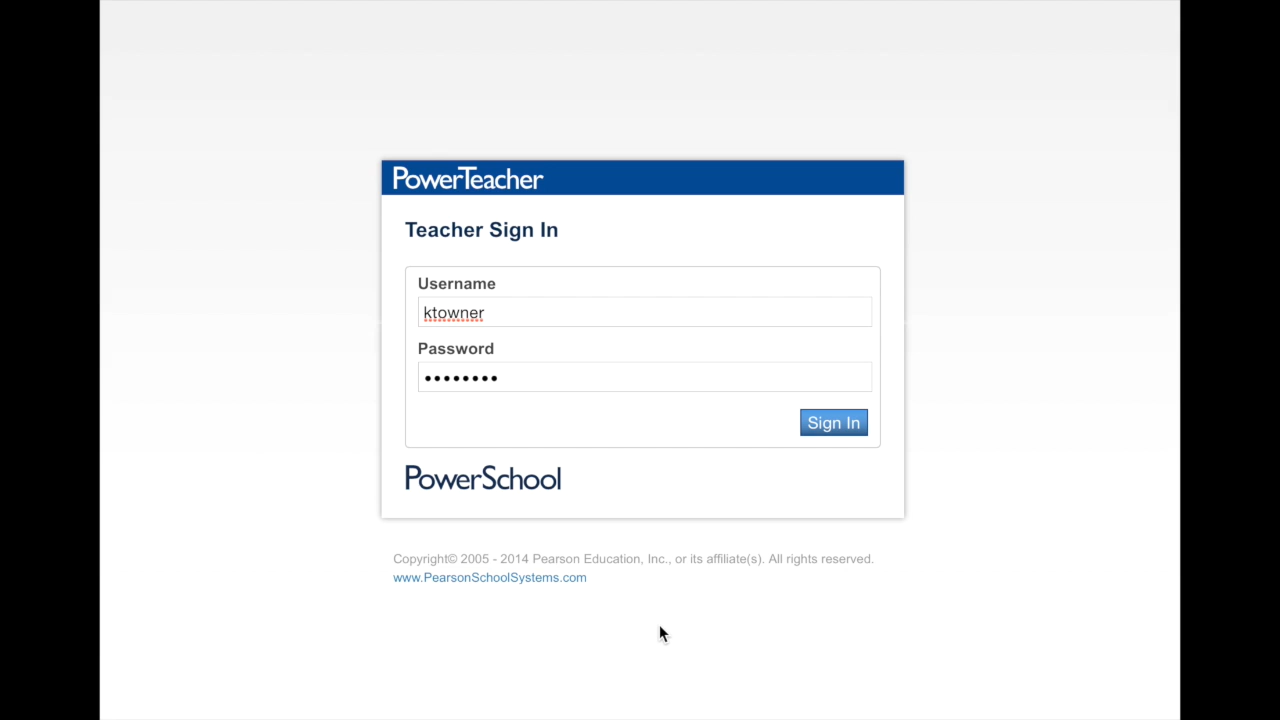 PowerTeacher
Teacher Sign In
Username
ktowner
Password
••••••••
Sign In
PowerSchool
Copyright© 2005 - 2014 Pearson Education, Inc., or its affiliate(s). All rights reserved.
www.PearsonSchoolSystems.com